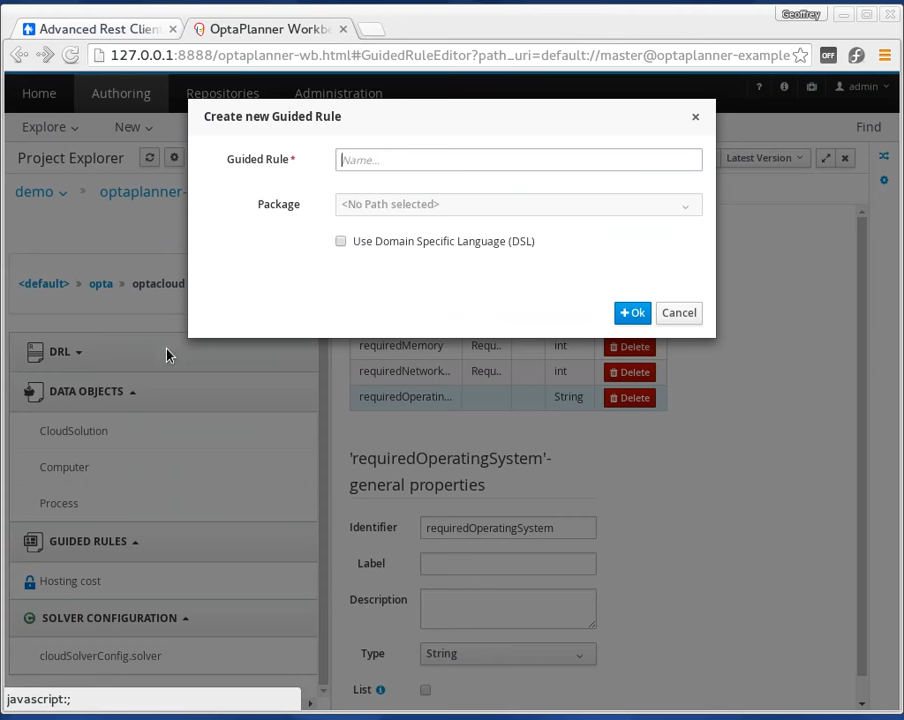 Geoffrey
Advanced Rest Client
OptaPlanner Workbe
127.0.0.1:8888/optaplanner-wb.html#GuidedRuleEditor?path_uri=default://master@optaplanner-example
OFF
Home Authoring Repositories Administration
? admin
Explore New Find
Project Explorer
Latest Version
demo » optaplanner-
<default> » opta » optacloud
Create new Guided Rule
Guided Rule *
Name...
Package
<No Path selected>
Use Domain Specific Language (DSL)
+ Ok
Cancel
DRL
DATA OBJECTS
CloudSolution
Computer
Process
GUIDED RULES
Hosting cost
SOLVER CONFIGURATION
cloudSolverConfig.solver
requiredMemory Requ.. int Delete
requiredNetwork... Requ.. int Delete
requiredOperatin... String Delete
'requiredOperatingSystem'-
general properties
Identifier requiredOperatingSystem
Label
Description
Type String
List
javascript:;